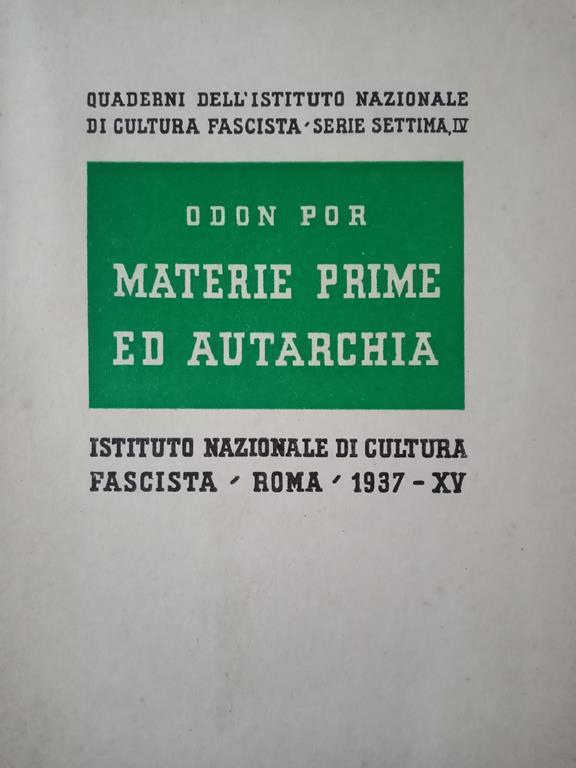 QUADERNI DELL'ISTITUTO NAZIONALE
DI CULTURA FASCISTA ־ SERIE SETTIMA, IV
ODON POR
MATERIE PRIME
ED AUTARCHIA
ISTITUTO NAZIONALE DI CULTURA
FASCISTA ־ ROMA ־ 1937 - XV